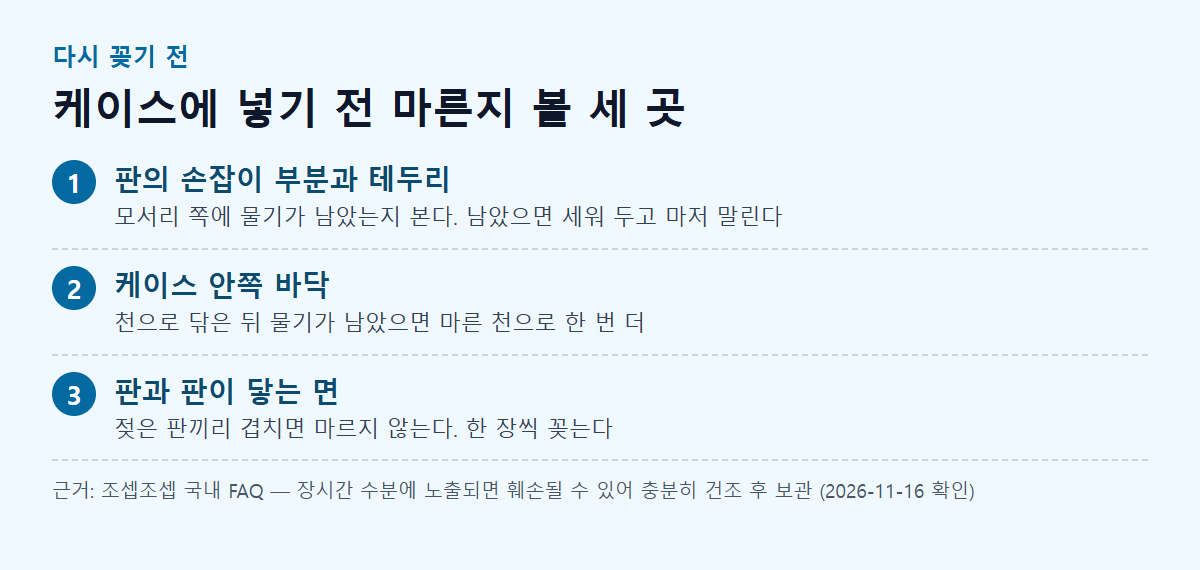 다시 꽂기 전
케이스에 넣기 전 마른지 볼 세 곳
1 판의 손잡이 부분과 테두리
모서리 쪽에 물기가 남았는지 본다. 남았으면 세워 두고 마저 말린다
2 케이스 안쪽 바닥
천으로 닦은 뒤 물기가 남았으면 마른 천으로 한 번 더
3 판과 판이 닿는 면
젖은 판끼리 겹치면 마르지 않는다. 한 장씩 꽂는다
근거: 조셉조셉 국내 FAQ — 장시간 수분에 노출되면 훼손될 수 있어 충분히 건조 후 보관 (2026-11-16 확인)